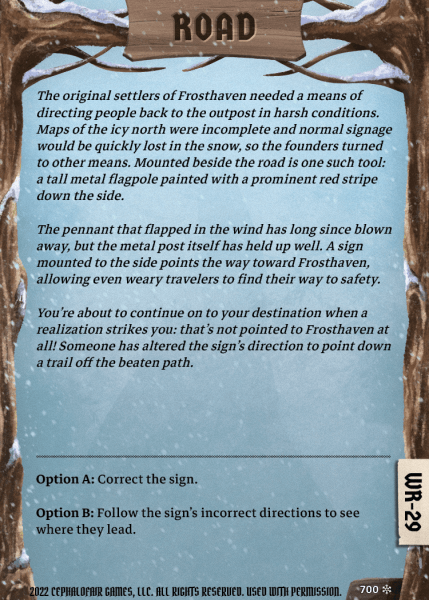 ROAD
The original settlers of Frosthaven needed a means of
directing people back to the outpost in harsh conditions.
Maps of the icy north were incomplete and normal signage
would be quickly lost in the snow, so the founders turned
to other means. Mounted beside the road is one such tool:
a tall metal flagpole painted with a prominent red stripe
down the side.
The pennant that flapped in the wind has long since blown
away, but the metal post itself has held up well. A sign
mounted to the side points the way toward Frosthaven,
allowing even weary travelers to find their way to safety.
You're about to continue on to your destination when a
realization strikes you: that's not pointed to Frosthaven at
all! Someone has altered the sign's direction to point down
a trail off the beaten path.
Option A: Correct the sign.
Option B: Follow the sign's incorrect directions to see
where they lead.
WR-29
2022 CEPHALOFAIR GAMES, LLC. ALL RIGHTS RESERVED. USED WITH PERMISSION.
700